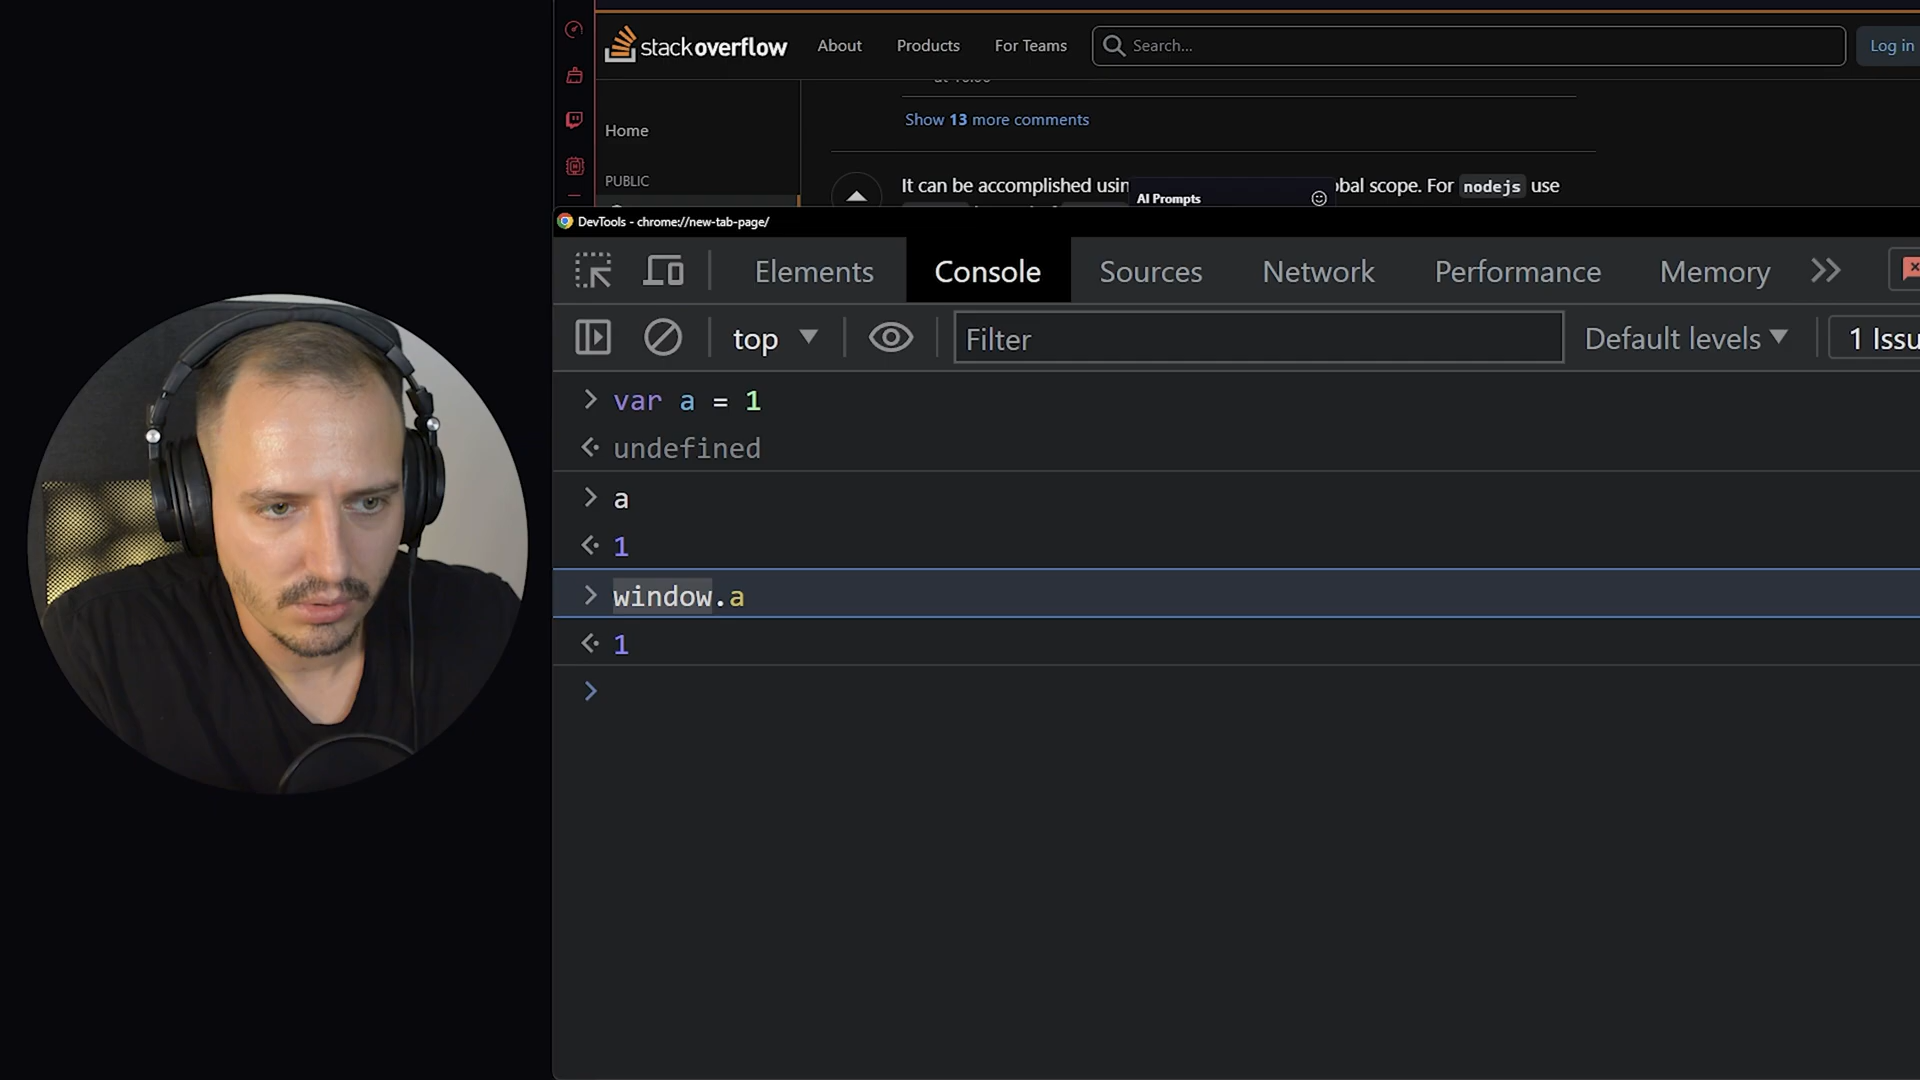 stackoverflow About Products For Teams Search... Log in
Show 13 more comments
Home
PUBLIC
It can be accomplished usin
bal scope. For nodejs use
AI Prompts
DevTools - chrome://new-tab-page/
Elements Console Sources Network Performance Memory
top Filter Default levels 1 Issu
> var a = 1
undefined
> a
1
> window.a
1
>